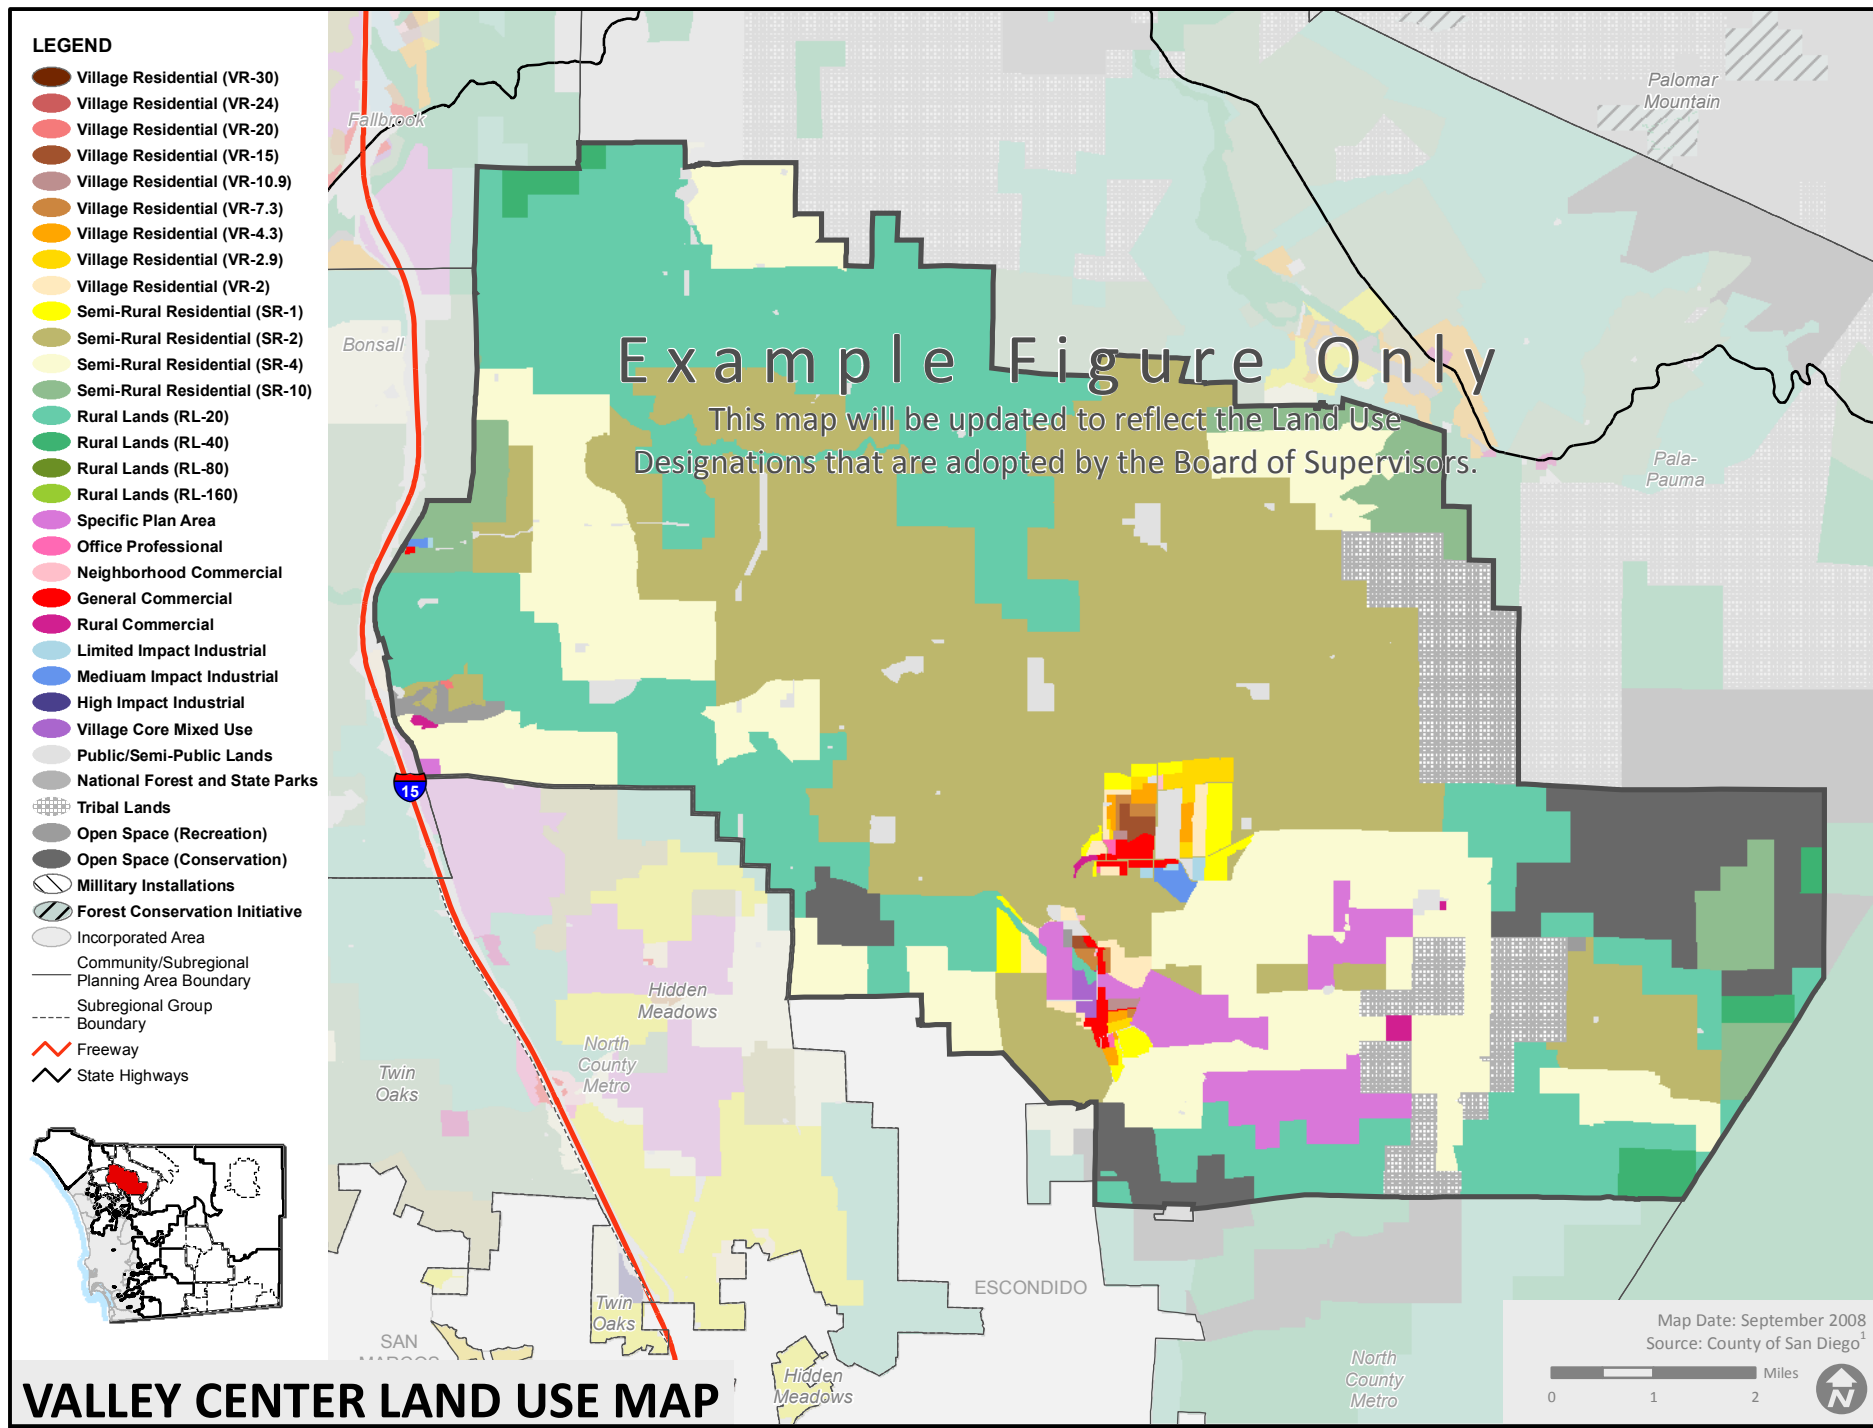 LEGEND
Village Residential (VR-30)
Village Residential (VR-24)
Village Residential (VR-20)
Village Residential (VR-15)
Village Residential (VR-10.9)
Village Residential (VR-7.3)
Village Residential (VR-4.3)
Village Residential (VR-2.9)
Village Residential (VR-2)
Semi-Rural Residential (SR-1)
Semi-Rural Residential (SR-2)
Semi-Rural Residential (SR-4)
Semi-Rural Residential (SR-10)
Rural Lands (RL-20)
Rural Lands (RL-40)
Rural Lands (RL-80)
Rural Lands (RL-160)
Specific Plan Area
Office Professional
Neighborhood Commercial
General Commercial
Rural Commercial
Limited Impact Industrial
Mediuam Impact Industrial
High Impact Industrial
Village Core Mixed Use
Public/Semi-Public Lands
National Forest and State Parks
Tribal Lands
Open Space (Recreation)
Open Space (Conservation)
Millitary Installations
Forest Conservation Initiative
Incorporated Area
Community/Subregional
Planning Area Boundary
Subregional Group
Boundary
Freeway
State Highways
Fallbrook
Palomar
Mountain
Bonsall
Example Figure Only
This map will be updated to reflect the Land Use
Designations that are adopted by the Board of Supervisors.
Pala-
Pauma
15
Hidden
Meadows
North
County
Metro
Twin
Oaks
ESCONDIDO
Twin
Oaks
SAN
MARCOS
Hidden
Meadows
North
County
Metro
Map Date: September 2008
Source: County of San Diego1
Miles
0 1 2
N
VALLEY CENTER LAND USE MAP